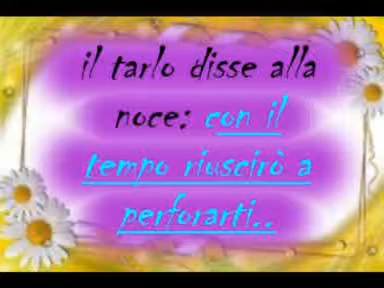 il tarlo disse alla
noce: con il
tempo riuscirò a
perforarti..